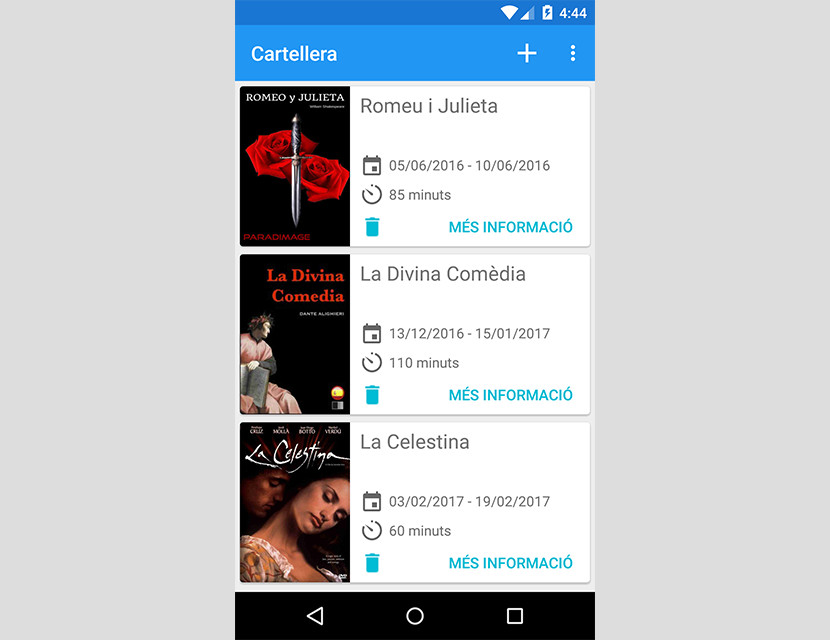 4:44
Cartellera
ROMEO y JULIETA
William Shakespeare
PARADIMAGE
Romeu i Julieta
05/06/2016 - 10/06/2016
85 minuts
MÉS INFORMACIÓ
La Divina
Comedia
DANTE ALIGHIERI
La Divina Comèdia
13/12/2016 - 15/01/2017
110 minuts
MÉS INFORMACIÓ
CRUZ MOLLÀ BOTTO VERDÚ
La Celestina
La Celestina
03/02/2017 - 19/02/2017
60 minuts
MÉS INFORMACIÓ